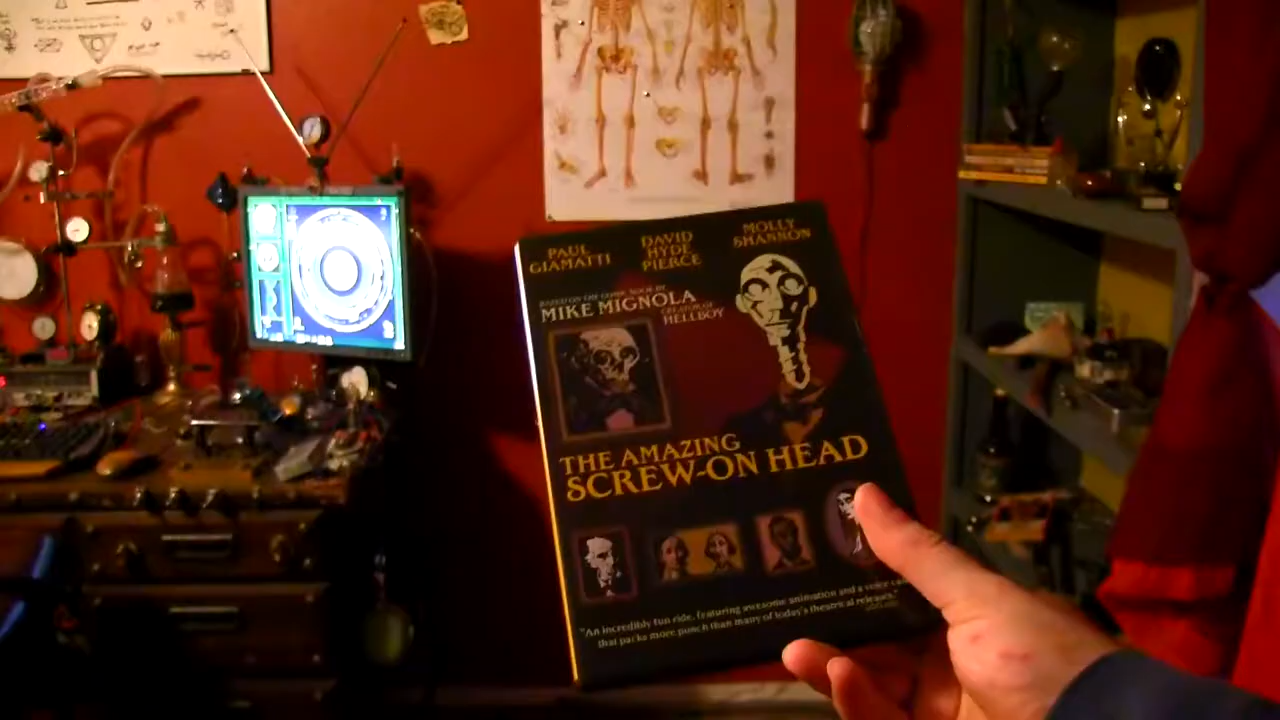 PAUL
GIAMATTI
DAVID
HYDE
PIERCE
MOLLY
SHANNON
BASED ON THE COMIC BOOK BY
MIKE MIGNOLA
CREATOR OF
HELLBOY
THE AMAZING
SCREW-ON HEAD
"An incredibly fun ride, featuring awesome animation and a voice
that packs more punch than many of today's theatrical releases."